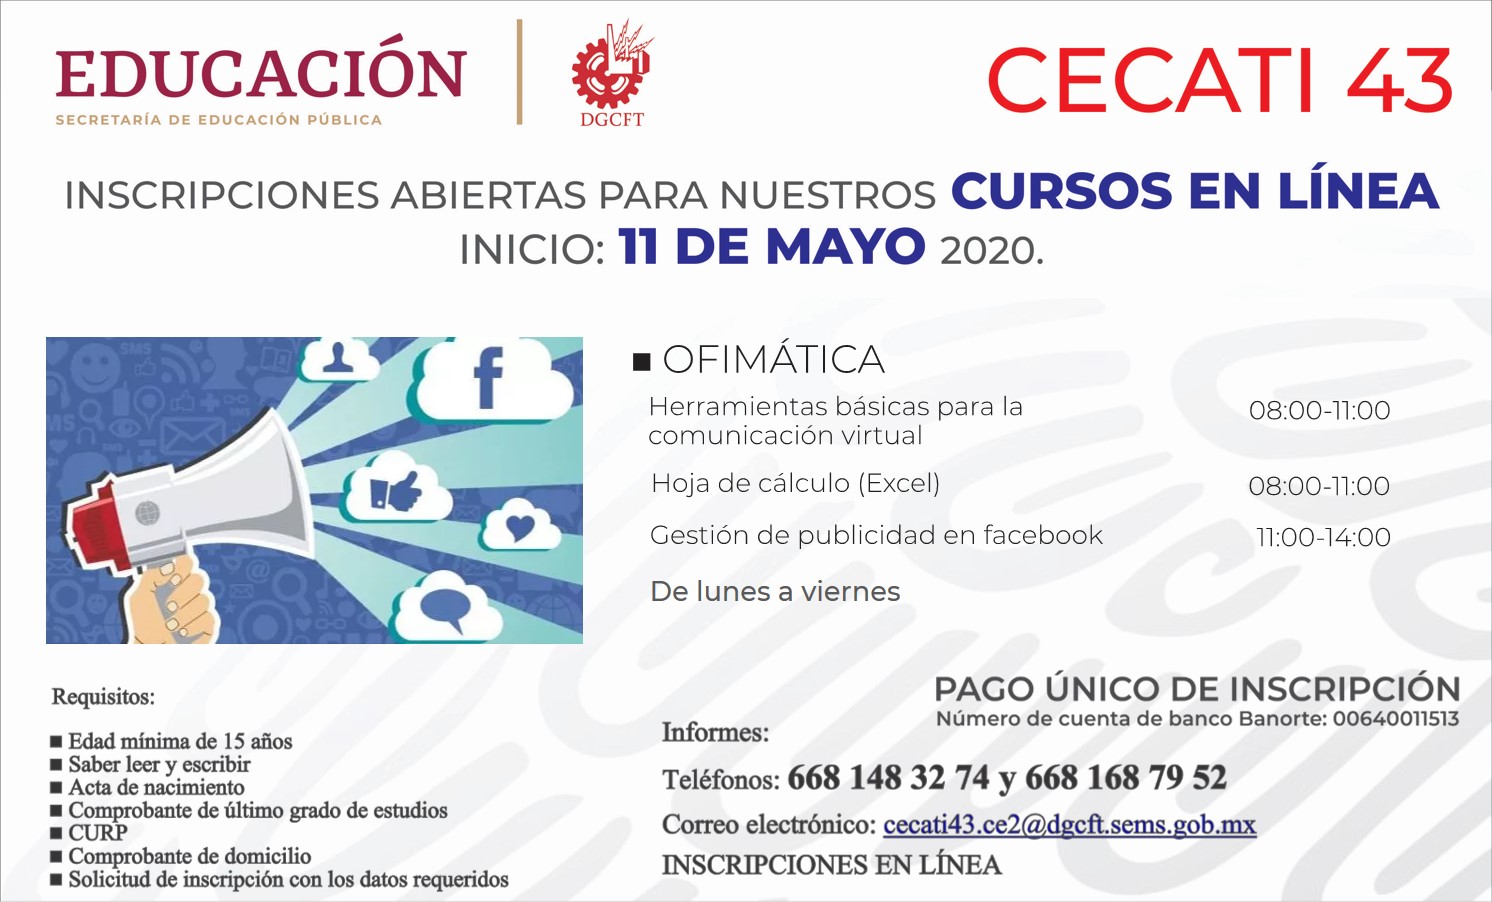 EDUCACIÓN
SECRETARÍA DE EDUCACIÓN PÚBLICA
DGCFT
CECATI 43
INSCRIPCIONES ABIERTAS PARA NUESTROS CURSOS EN LÍNEA
INICIO: 11 DE MAYO 2020.
SMS
f
■ OFIMÁTICA
Herramientas básicas para la
comunicación virtual
08:00-11:00
Hoja de cálculo (Excel) 08:00-11:00
Gestión de publicidad en facebook 11:00-14:00
De lunes a viernes
Requisitos:
■ Edad mínima de 15 años
■ Saber leer y escribir
■ Acta de nacimiento
■ Comprobante de último grado de estudios
■ CURP
■ Comprobante de domicilio
■ Solicitud de inscripción con los datos requeridos
PAGO ÚNICO DE INSCRIPCIÓN
Número de cuenta de banco Banorte: 00640011513
Informes:
Teléfonos: 668 148 32 74 y 668 168 79 52
Correo electrónico: cecati43.ce2@dgcft.sems.gob.mx
INSCRIPCIONES EN LÍNEA